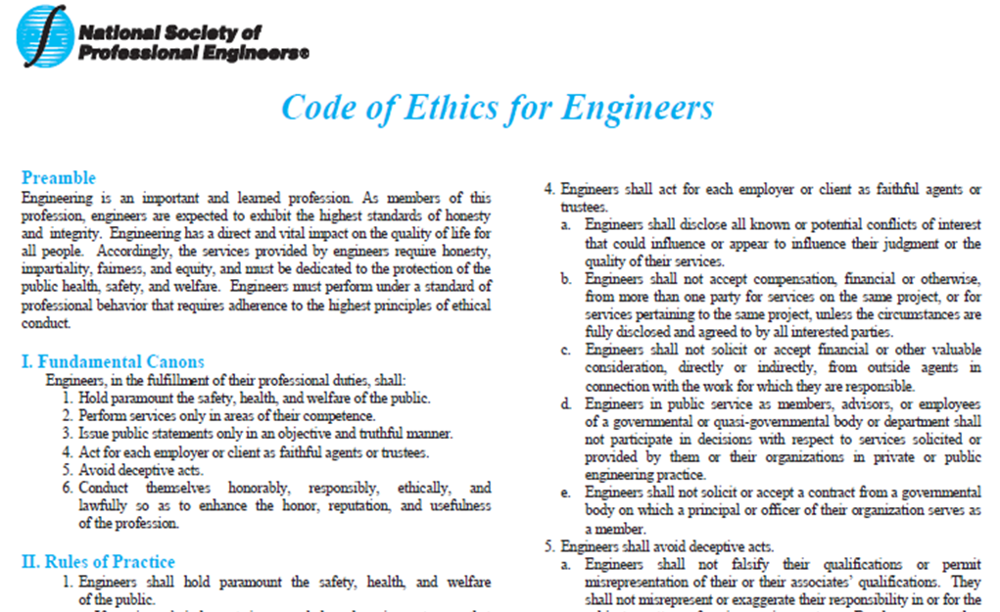 National Society of
Professional Engineers®
Code of Ethics for Engineers
Preamble
Engineering is an important and learned profession. As members of this
profession, engineers are expected to exhibit the highest standards of honesty
and integrity. Engineering has a direct and vital impact on the quality of life for
all people. Accordingly, the services provided by engineers require honesty,
impartiality, fairness, and equity, and must be dedicated to the protection of the
public health, safety, and welfare. Engineers must perform under a standard of
professional behavior that requires adherence to the highest principles of ethical
conduct.
I. Fundamental Canons
Engineers, in the fulfillment of their professional duties, shall:
1. Hold paramount the safety, health, and welfare of the public.
2. Perform services only in areas of their competence.
3. Issue public statements only in an objective and truthful manner.
4. Act for each employer or client as faithful agents or trustees.
5. Avoid deceptive acts.
6. Conduct themselves honorably, responsibly, ethically, and
lawfully so as to enhance the honor, reputation, and usefulness
of the profession.
II. Rules of Practice
1. Engineers shall hold paramount the safety, health, and welfare
of the public.
4. Engineers shall act for each employer or client as faithful agents or
trustees.
a. Engineers shall disclose all known or potential conflicts of interest
that could influence or appear to influence their judgment or the
quality of their services.
b. Engineers shall not accept compensation, financial or otherwise,
from more than one party for services on the same project, or for
services pertaining to the same project, unless the circumstances are
fully disclosed and agreed to by all interested parties.
c. Engineers shall not solicit or accept financial or other valuable
consideration, directly or indirectly, from outside agents in
connection with the work for which they are responsible.
d. Engineers in public service as members, advisors, or employees
of a governmental or quasi-governmental body or department shall
not participate in decisions with respect to services solicited or
provided by them or their organizations in private or public
engineering practice.
e. Engineers shall not solicit or accept a contract from a governmental
body on which a principal or officer of their organization serves as
a member.
5. Engineers shall avoid deceptive acts.
a. Engineers shall not falsify their qualifications or permit
misrepresentation of their or their associates' qualifications. They
shall not misrepresent or exaggerate their responsibility in or for the